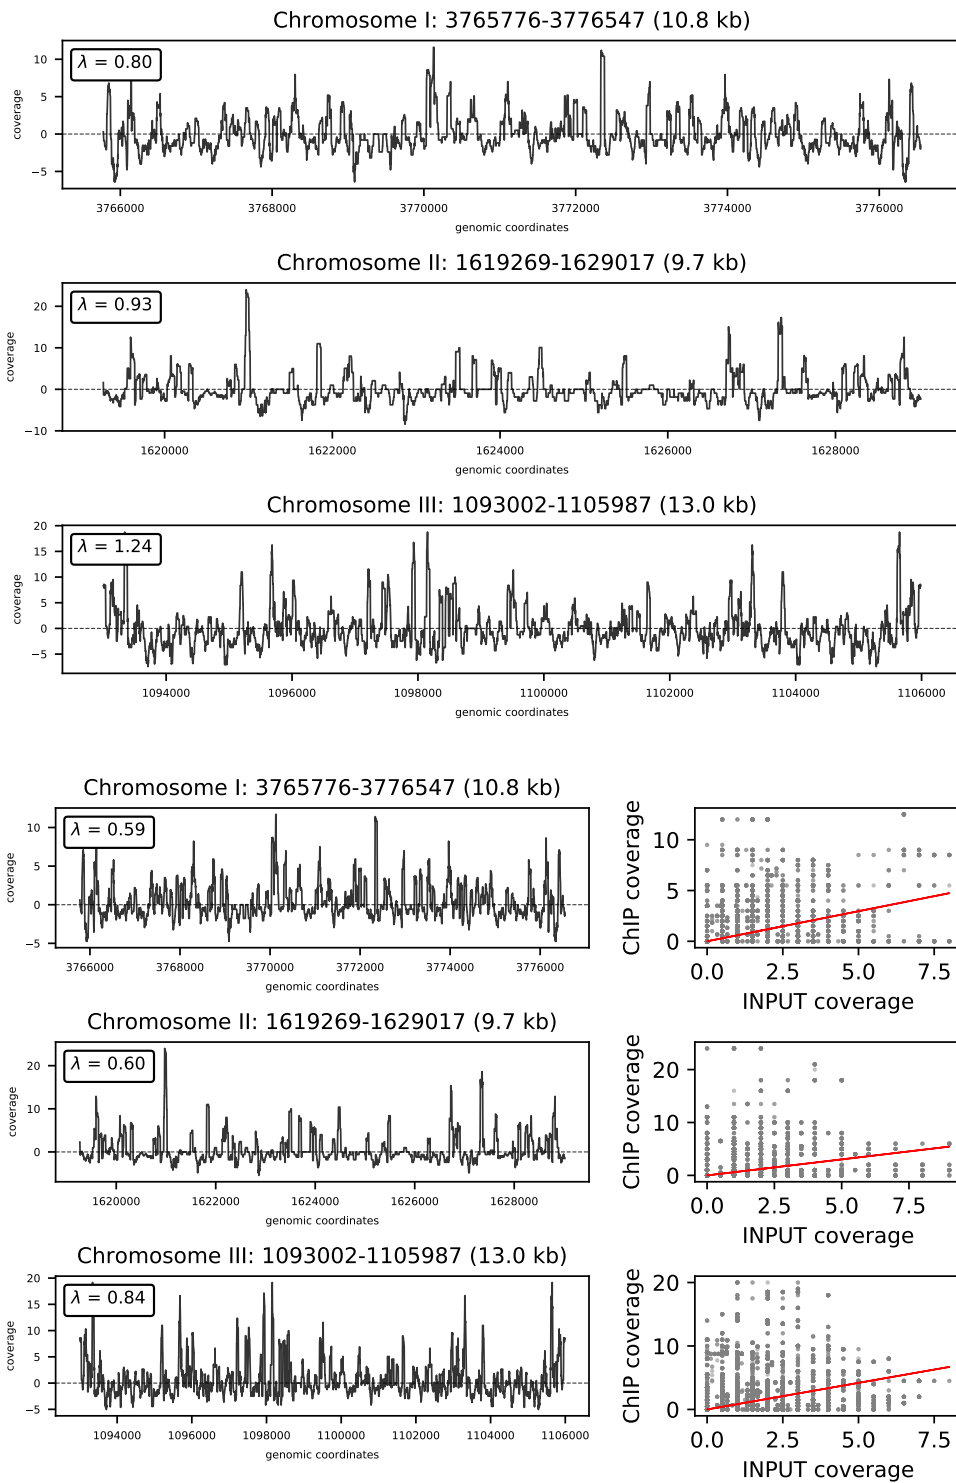 Chromosome I: 3765776-3776547 (10.8 kb)
λ = 0.80
coverage
10
5
0
−5
3766000 3768000 3770000 3772000 3774000 3776000
genomic coordinates
Chromosome II: 1619269-1629017 (9.7 kb)
λ = 0.93
coverage
20
10
0
−10
1620000 1622000 1624000 1626000 1628000
genomic coordinates
Chromosome III: 1093002-1105987 (13.0 kb)
λ = 1.24
coverage
20
15
10
5
0
−5
1094000 1096000 1098000 1100000 1102000 1104000 1106000
genomic coordinates
Chromosome I: 3765776-3776547 (10.8 kb)
λ = 0.59
coverage
10
5
0
−5
3766000 3768000 3770000 3772000 3774000 3776000
genomic coordinates
ChIP coverage
10
5
0
0.0 2.5 5.0 7.5
INPUT coverage
Chromosome II: 1619269-1629017 (9.7 kb)
λ = 0.60
coverage
20
10
0
1620000 1622000 1624000 1626000 1628000
genomic coordinates
ChIP coverage
20
10
0
0.0 2.5 5.0 7.5
INPUT coverage
Chromosome III: 1093002-1105987 (13.0 kb)
λ = 0.84
coverage
20
15
10
5
0
−5
1094000 1096000 1098000 1100000 1102000 1104000 1106000
genomic coordinates
ChIP coverage
20
10
0
0.0 2.5 5.0 7.5
INPUT coverage